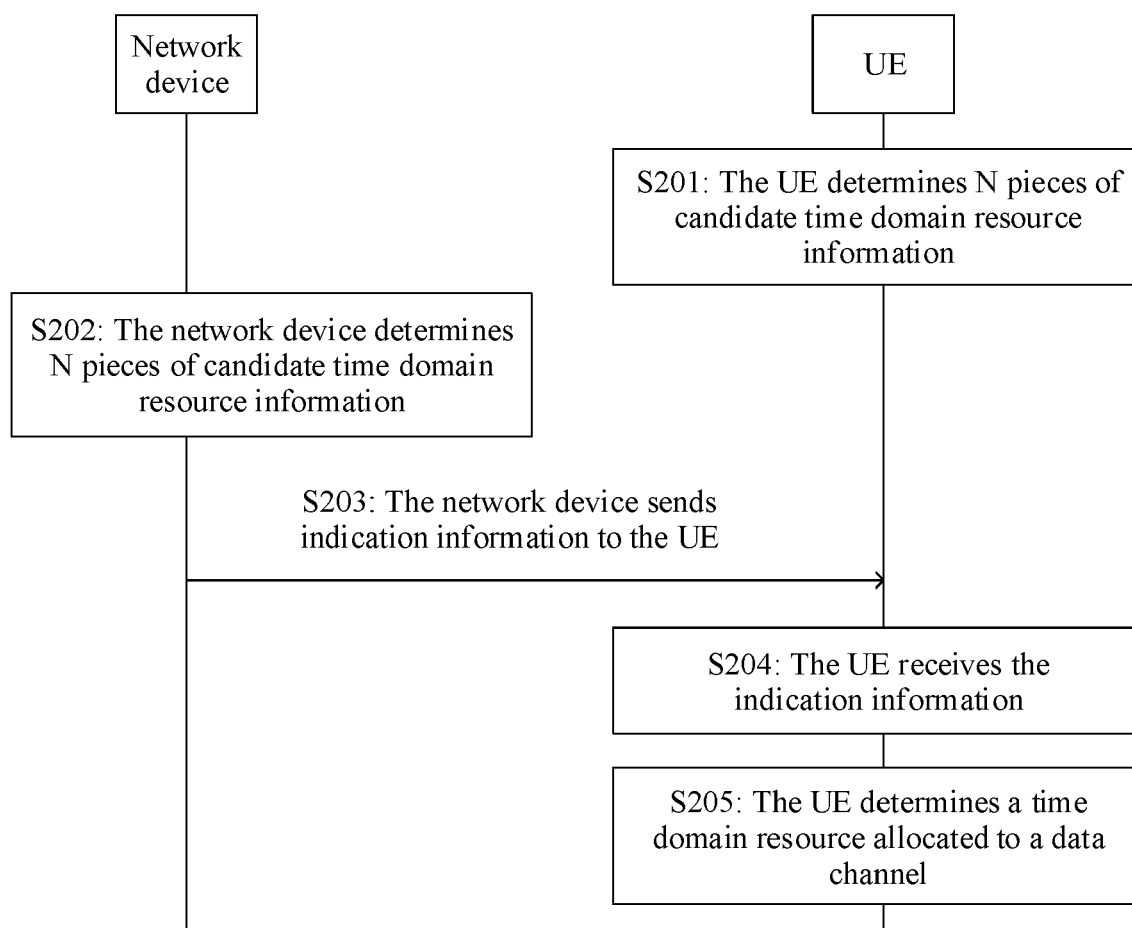 Network
device
UE
S201: The UE determines N pieces of
candidate time domain resource
information
S202: The network device determines
N pieces of candidate time domain
resource information
S203: The network device sends
indication information to the UE
S204: The UE receives the
indication information
S205: The UE determines a time
domain resource allocated to a data
channel